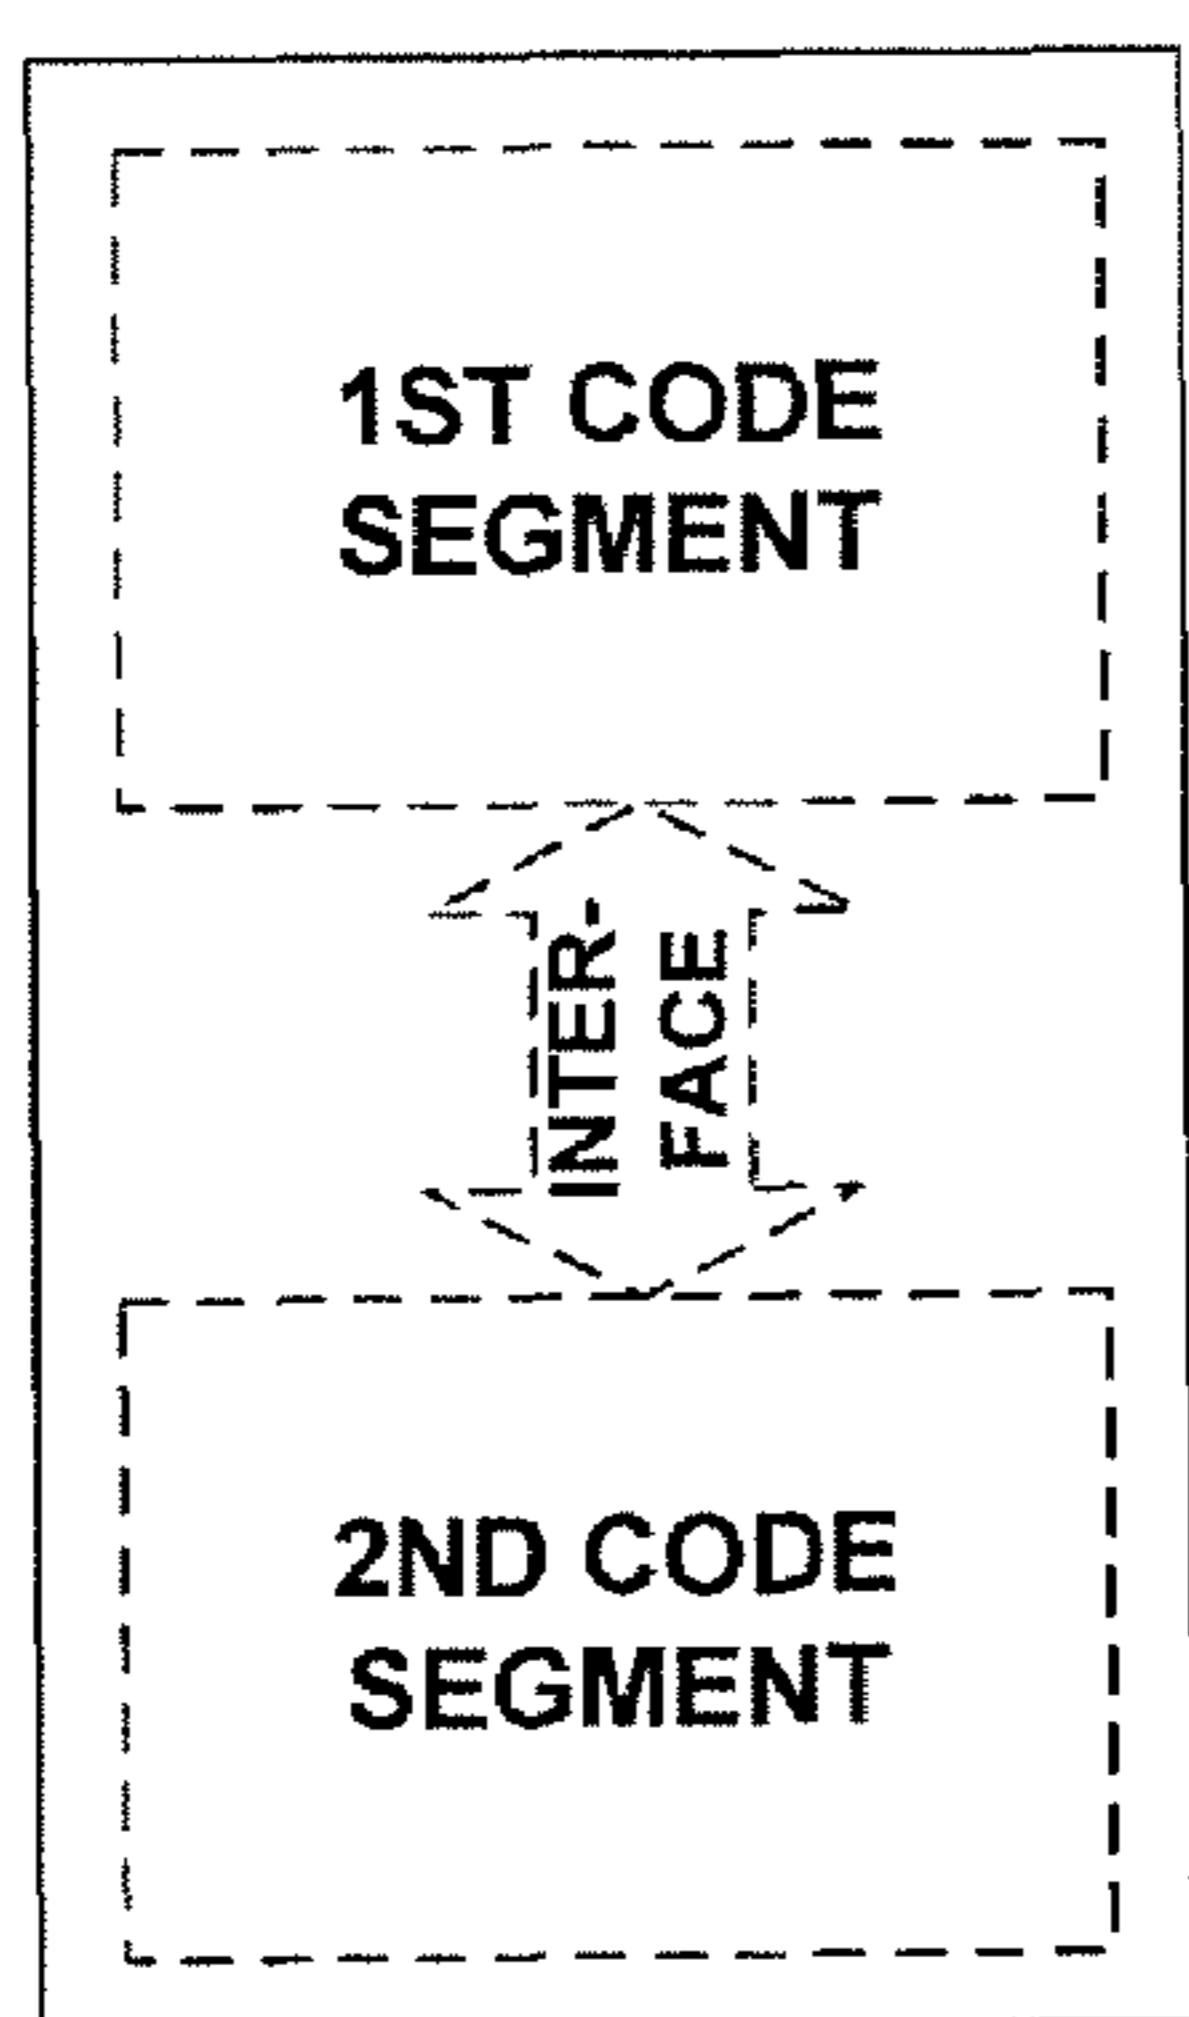 1ST CODE
SEGMENT
INTER-
FACE
2ND CODE
SEGMENT